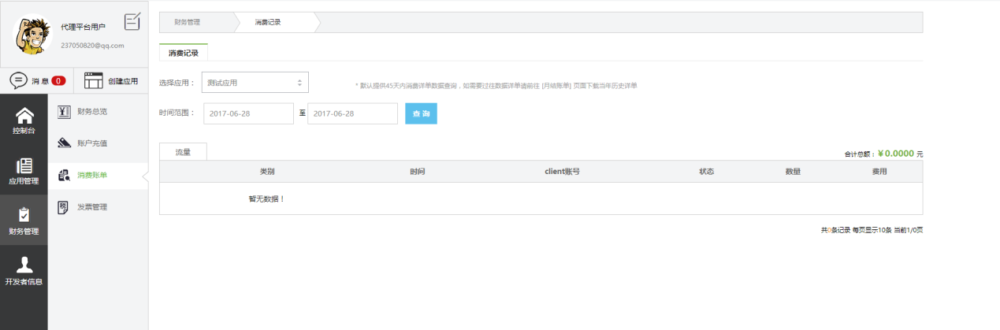 代理平台用户
237050820@qq.com
消 息 0
创建应用
控制台
应用管理
财务管理
开发者信息
财务总览
账户充值
消费账单
发票管理
财务管理
消费记录
消费记录
选择应用： 测试应用
* 默认提供45天内消费详单数据查询，如需要过往数据详单请前往 [月结账单] 页面下载当年历史详单
时间范围： 2017-06-28 至 2017-06-28 查 询
流量
合计总额：￥0.0000 元
类别 时间 client账号 状态 数量 费用
暂无数据！
共0条记录 每页显示10条 当前1/0页